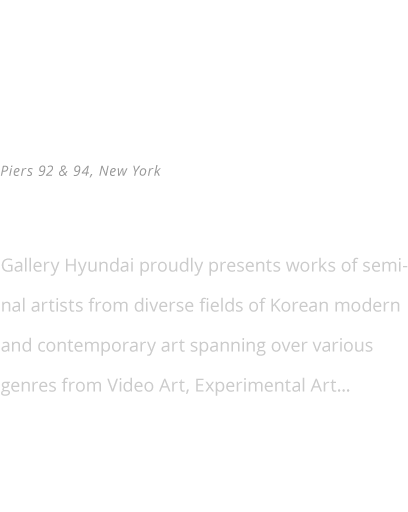 Piers 92 & 94, New York
Gallery Hyundai proudly presents works of semi-
nal artists from diverse fields of Korean modern
and contemporary art spanning over various
genres from Video Art, Experimental Art...